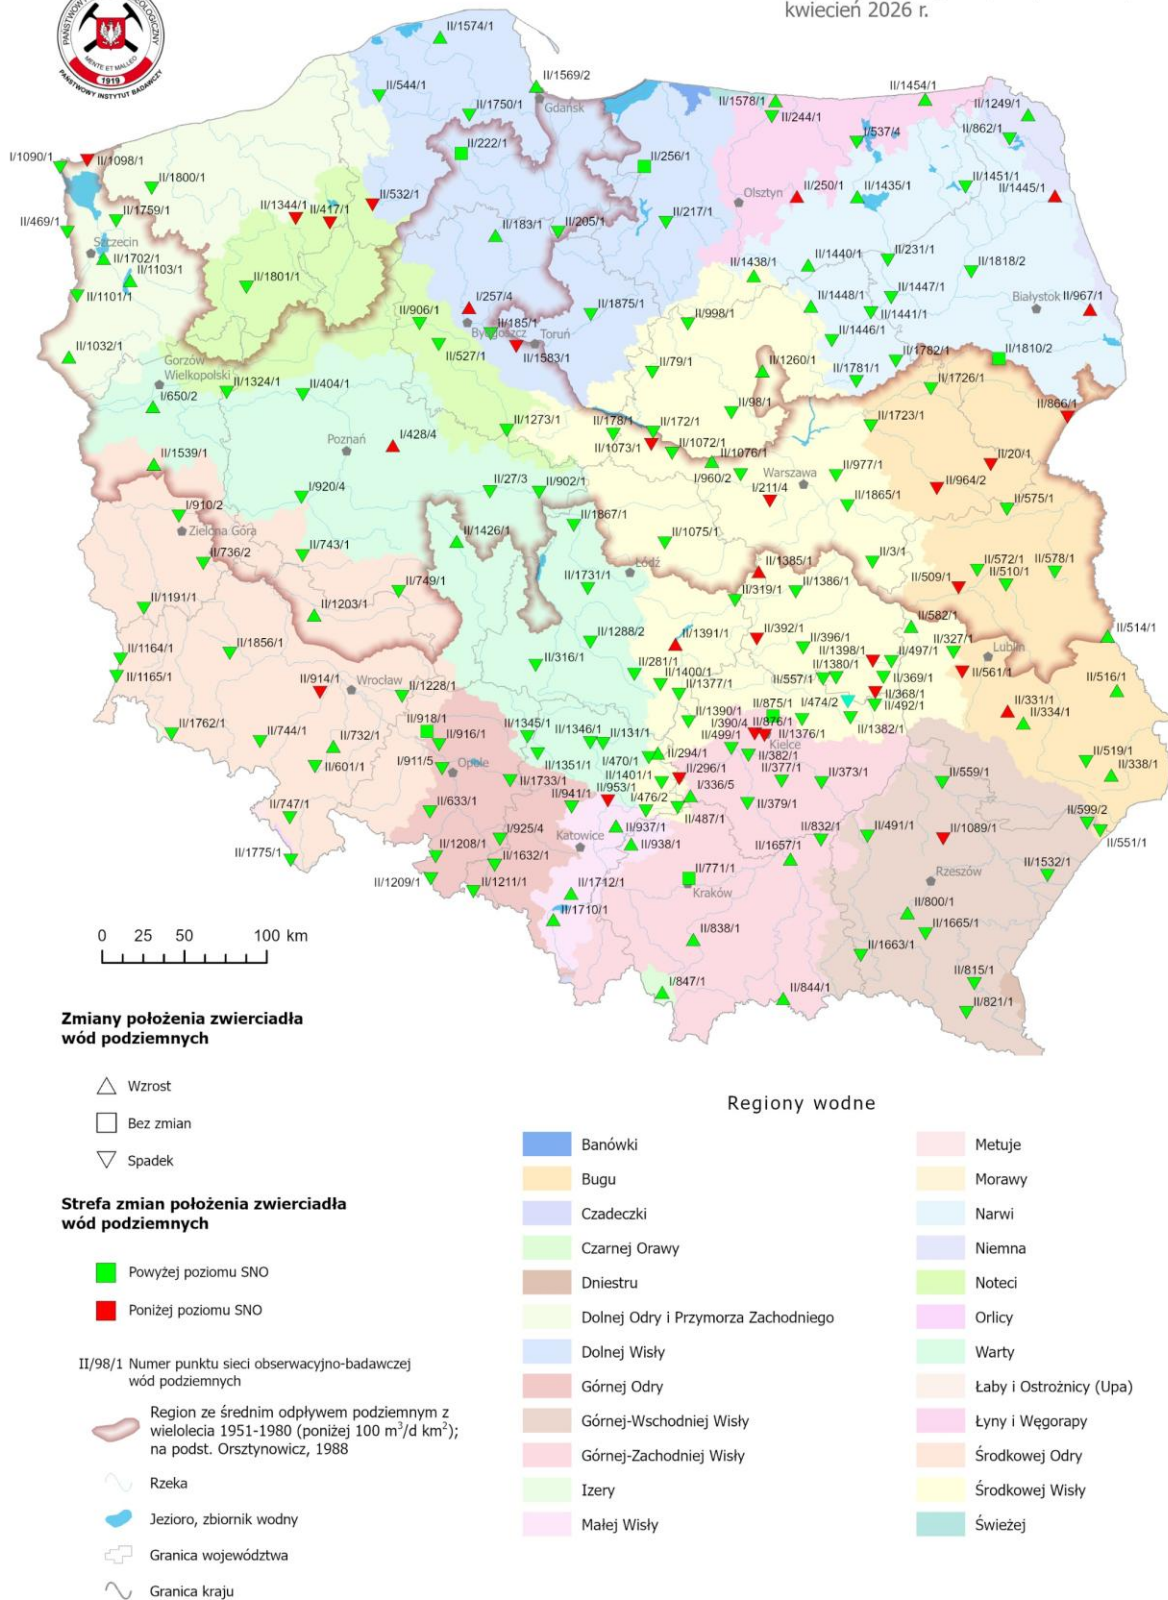 kwiecień 2026 r.
PAŃSTWOWY INSTYTUT BADAWCZY
MENTE ET MALLEO
1919
II/1574/1
II/544/1
II/1569/2
Gdańsk
II/1750/1
II/1578/1
II/244/1
II/1454/1
II/1249/1
II/862/1
I/537/4
I/1090/1
II/1098/1
II/222/1
II/256/1
II/1800/1
II/532/1
Olsztyn
II/250/1
II/1435/1
II/1451/1
II/1445/1
II/469/1
II/1759/1
II/1344/1
II/417/1
II/183/1
II/205/1
II/217/1
Szczecin
II/1702/1
II/1103/1
II/1101/1
II/1801/1
II/1438/1
II/1440/1
II/231/1
II/1818/2
I/257/4
II/1875/1
II/1448/1
II/1447/1
II/1441/1
Białystok
II/967/1
II/906/1
II/185/1
Bydgoszcz
Toruń
II/998/1
II/1446/1
II/1032/1
II/527/1
II/1583/1
II/79/1
II/1260/1
II/1782/1
II/1781/1
II/1810/2
Gorzów
Wielkopolski
II/1324/1
II/404/1
II/1726/1
I/650/2
II/98/1
II/1723/1
II/866/1
Poznań
I/428/4
II/1273/1
II/178/1
II/172/1
II/1073/1
II/1072/1
II/1076/1
II/1539/1
I/960/2
Warszawa
II/977/1
II/20/1
II/964/2
I/910/2
I/920/4
II/27/3
II/902/1
I/211/4
II/1865/1
II/575/1
Zielona Góra
II/736/2
II/743/1
II/1426/1
II/1867/1
II/1075/1
II/3/1
II/572/1
II/578/1
II/510/1
II/509/1
Łódź
II/1385/1
II/1386/1
II/749/1
II/1731/1
II/319/1
II/1191/1
II/1203/1
II/582/1
II/514/1
II/1164/1
II/1856/1
II/1288/2
II/1391/1
II/392/1
II/396/1
II/1398/1
II/497/1
II/327/1
Lublin
II/561/1
II/1165/1
II/316/1
II/281/1
II/1400/1
II/1377/1
II/557/1
II/1380/1
II/369/1
II/368/1
II/492/1
II/516/1
II/914/1
Wrocław
II/1228/1
II/331/1
II/334/1
II/1762/1
II/744/1
II/732/1
II/601/1
II/918/1
II/916/1
I/911/5
Opole
II/1345/1
II/1346/1
II/131/1
II/1351/1
II/1390/1
I/390/4
II/499/1
II/875/1
II/876/1
Kielce
I/474/2
II/1376/1
II/1382/1
II/382/1
II/519/1
II/338/1
II/1733/1
I/470/1
II/294/1
II/1401/1
II/296/1
I/336/5
II/377/1
II/373/1
II/559/1
II/747/1
II/633/1
II/941/1
II/953/1
I/476/2
II/487/1
II/379/1
II/599/2
II/551/1
II/1775/1
I/925/4
Katowice
II/937/1
II/938/1
II/832/1
II/491/1
II/1089/1
II/1208/1
II/1632/1
II/1657/1
II/1209/1
II/1211/1
II/1712/1
II/771/1
Kraków
Rzeszów
II/1532/1
II/1710/1
II/800/1
II/1665/1
II/838/1
II/1663/1
I/847/1
II/844/1
II/815/1
II/821/1
0 25 50 100 km
Zmiany położenia zwierciadła
wód podziemnych
Wzrost
Bez zmian
Spadek
Strefa zmian położenia zwierciadła
wód podziemnych
Powyżej poziomu SNO
Poniżej poziomu SNO
II/98/1 Numer punktu sieci obserwacyjno-badawczej
wód podziemnych
Region ze średnim odpływem podziemnym z
wielolecia 1951-1980 (poniżej 100 m³/d km²);
na podst. Orsztynowicz, 1988
Rzeka
Jezioro, zbiornik wodny
Granica województwa
Granica kraju
Regiony wodne
Banówki
Bugu
Czadeczki
Czarnej Orawy
Dniestru
Dolnej Odry i Przymorza Zachodniego
Dolnej Wisły
Górnej Odry
Górnej-Wschodniej Wisły
Górnej-Zachodniej Wisły
Izery
Małej Wisły
Metuje
Morawy
Narwi
Niemna
Noteci
Orlicy
Warty
Łaby i Ostrożnicy (Upa)
Łyny i Węgorapy
Środkowej Odry
Środkowej Wisły
Świeżej